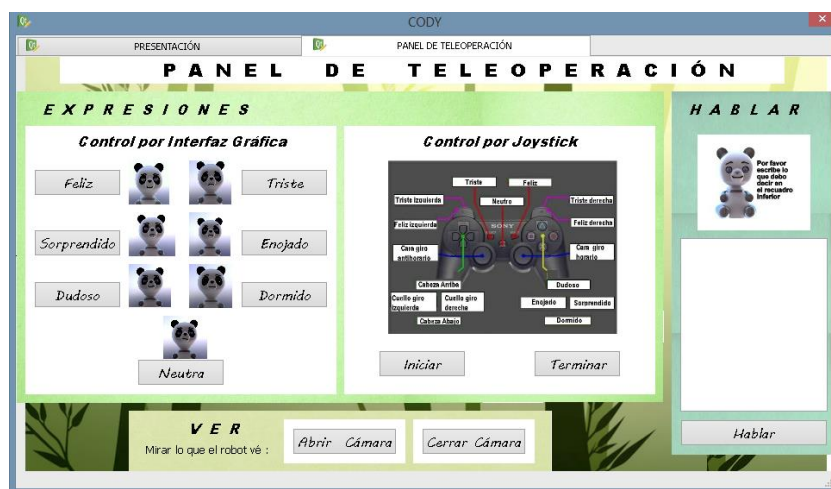 CODY
PRESENTACIÓN
PANEL DE TELEOPERACIÓN
PANEL DE TELEOPERACIÓN
EXPRESIONES
Control por Interfaz Gráfica
Feliz
Triste
Sorprendido
Enojado
Dudoso
Dormido
Neutra
Control por Joystick
Triste
Feliz
Triste izquierda
Neutro
Triste derecha
Feliz izquierda
SONY
Feliz derecha
Cara giro
antihorario
Cara giro
horario
Cabeza Arriba
Dudoso
Cuello giro
izquierda
Cuello giro
derecha
Enojado
Sorprendido
Cabeza Abajo
Dormido
Iniciar
Terminar
HABLAR
Por favor
escribe lo
que debo
decir en
el recuadro
inferior
Hablar
VER
Mirar lo que el robot vé :
Abrir Cámara
Cerrar Cámara